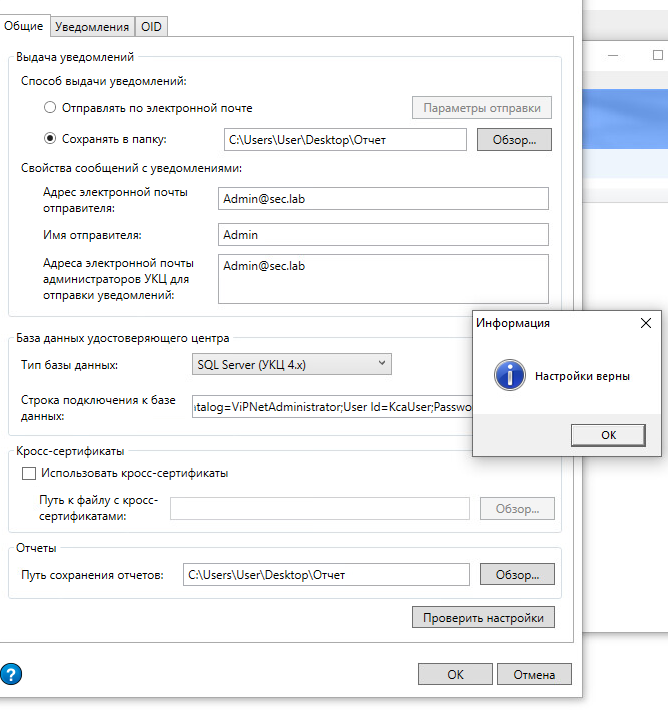 Общие
Уведомления
OID
Выдача уведомлений
Способ выдачи уведомлений:
Отправлять по электронной почте
Параметры отправки
Сохранять в папку:
C:\Users\User\Desktop\Отчет
Обзор...
Свойства сообщений с уведомлениями:
Адрес электронной почты
отправителя:
Admin@sec.lab
Имя отправителя:
Admin
Адреса электронной почты
администраторов УКЦ для
отправки уведомлений:
Admin@sec.lab
Информация
Настройки верны
OK
База данных удостоверяющего центра
Тип базы данных:
SQL Server (УКЦ 4.x)
Строка подключения к базе
данных:
atalog=ViPNetAdministrator;User Id=KcaUser;Passwo
Кросс-сертификаты
Использовать кросс-сертификаты
Путь к файлу с кросс-
сертификатами:
Обзор...
Отчеты
Путь сохранения отчетов:
C:\Users\User\Desktop\Отчет
Обзор...
Проверить настройки
?
OK
Отмена